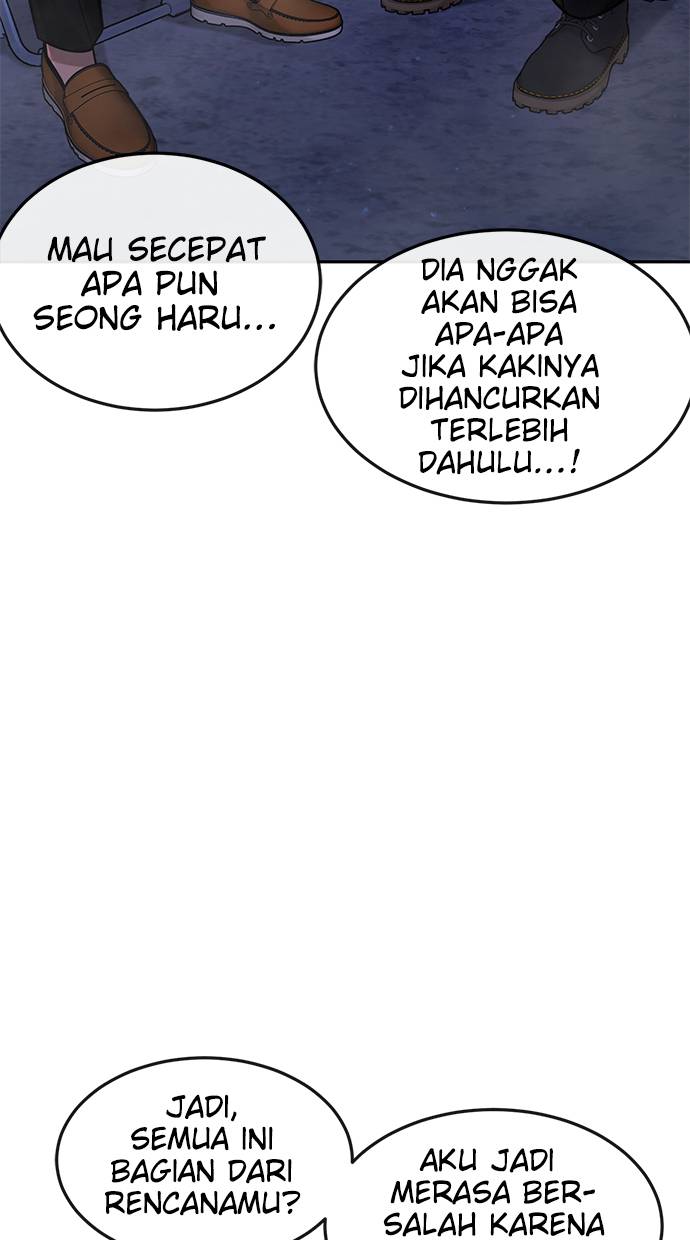 MAU SECEPAT
APA PUN
SEONG HARU...
DIA NGGAK
AKAN BISA
APA-APA
JIKA KAKINYA
DIHANCURKAN
TERLEBIH
DAHULU...!
JADI,
SEMUA INI
BAGIAN DARI
RENCANAMU?
AKU JADI
MERASA BER-
SALAH KARENA